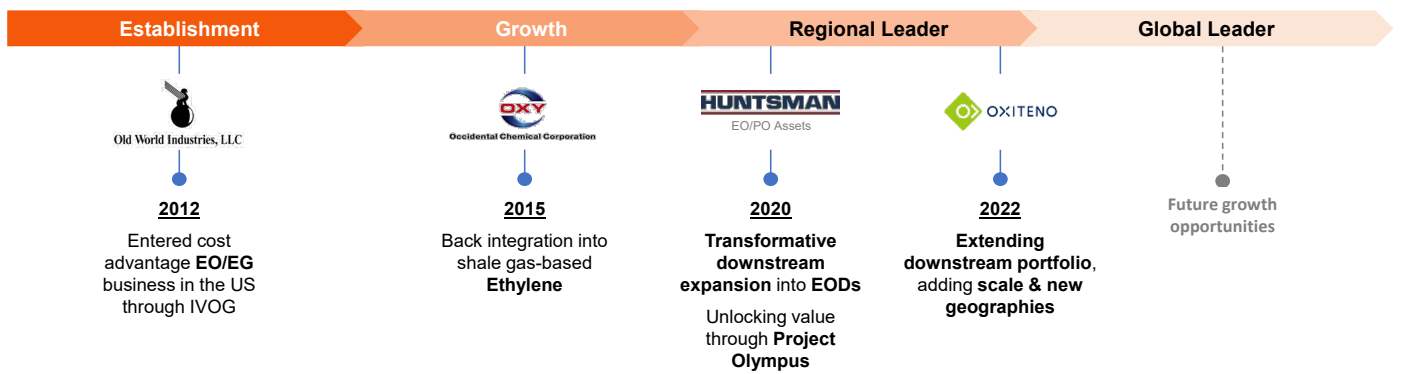 Establishment
Growth
Regional Leader
Global Leader
Old World Industries, LLC
OXY
Occidental Chemical Corporation
HUNTSMAN
EO/PO Assets
OXITENO
2012
Entered cost
advantage EO/EG
business in the US
through IVOG
2015
Back integration into
shale gas-based
Ethylene
2020
Transformative
downstream
expansion into EODs
Unlocking value
through Project
Olympus
2022
Extending
downstream portfolio,
adding scale & new
geographies
Future growth
opportunities